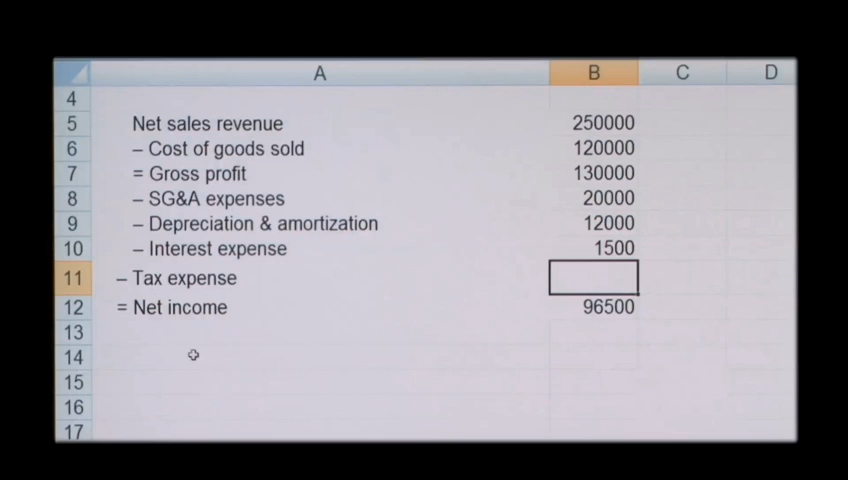 A B C D
4
5 Net sales revenue 250000
6 – Cost of goods sold 120000
7 = Gross profit 130000
8 – SG&A expenses 20000
9 – Depreciation & amortization 12000
10 – Interest expense 1500
11 – Tax expense
12 = Net income 96500
13
14
15
16
17